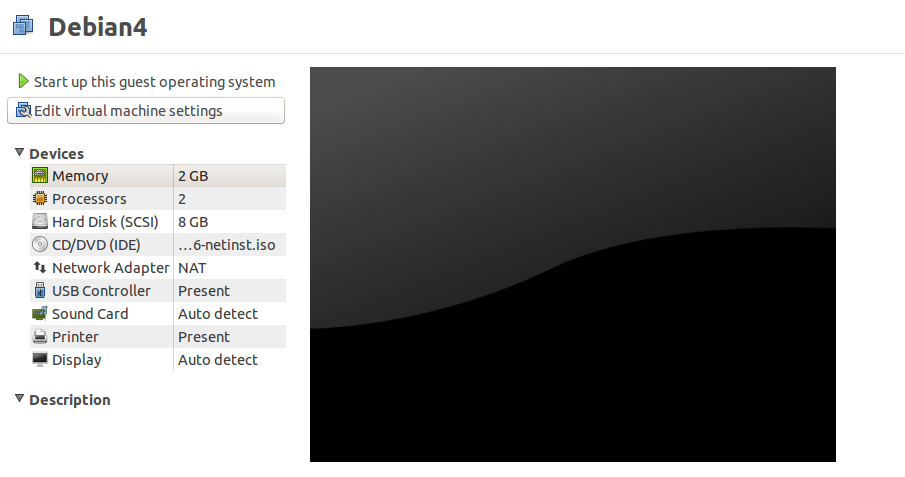 Debian4
Start up this guest operating system
Edit virtual machine settings
Devices
Memory 2 GB
Processors 2
Hard Disk (SCSI) 8 GB
CD/DVD (IDE) ...6-netinst.iso
Network Adapter NAT
USB Controller Present
Sound Card Auto detect
Printer Present
Display Auto detect
Description